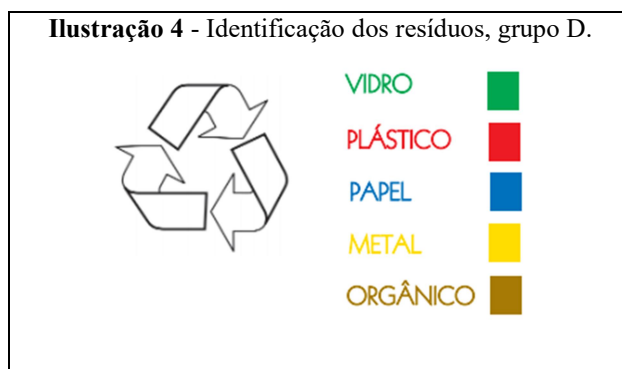 Ilustração 4 - Identificação dos resíduos, grupo D.
VIDRO
PLÁSTICO
PAPEL
METAL
ORGÂNICO